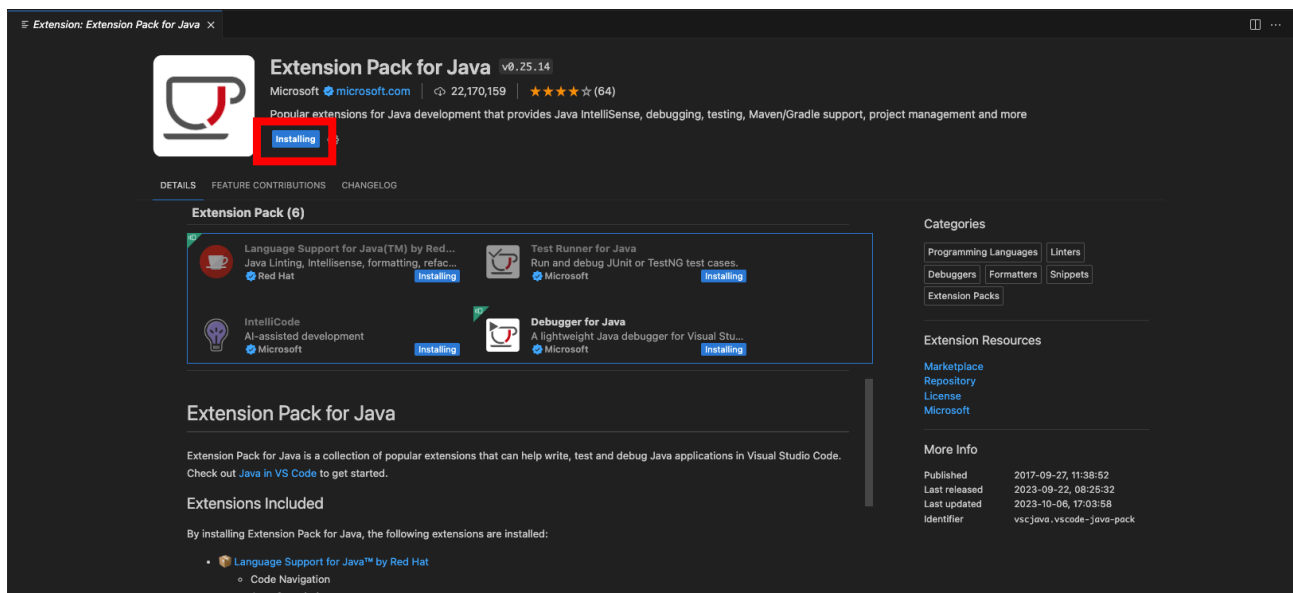 Extension: Extension Pack for Java
Extension Pack for Java v0.25.14
Microsoft microsoft.com 22,170,159 (64)
Popular extensions for Java development that provides Java IntelliSense, debugging, testing, Maven/Gradle support, project management and more
Installing
DETAILS FEATURE CONTRIBUTIONS CHANGELOG
Extension Pack (6)
Language Support for Java(TM) by Red...
Java Linting, Intellisense, formatting, refac...
Red Hat Installing
Test Runner for Java
Run and debug JUnit or TestNG test cases.
Microsoft Installing
IntelliCode
AI-assisted development
Microsoft Installing
Debugger for Java
A lightweight Java debugger for Visual Stu...
Microsoft Installing
Extension Pack for Java
Extension Pack for Java is a collection of popular extensions that can help write, test and debug Java applications in Visual Studio Code.
Check out Java in VS Code to get started.
Extensions Included
By installing Extension Pack for Java, the following extensions are installed:
Language Support for Java™ by Red Hat
Code Navigation
Categories
Programming Languages Linters
Debuggers Formatters Snippets
Extension Packs
Extension Resources
Marketplace
Repository
License
Microsoft
More Info
Published 2017-09-27, 11:38:52
Last released 2023-09-22, 08:25:32
Last updated 2023-10-06, 17:03:58
Identifier vscjava.vscode-java-pack